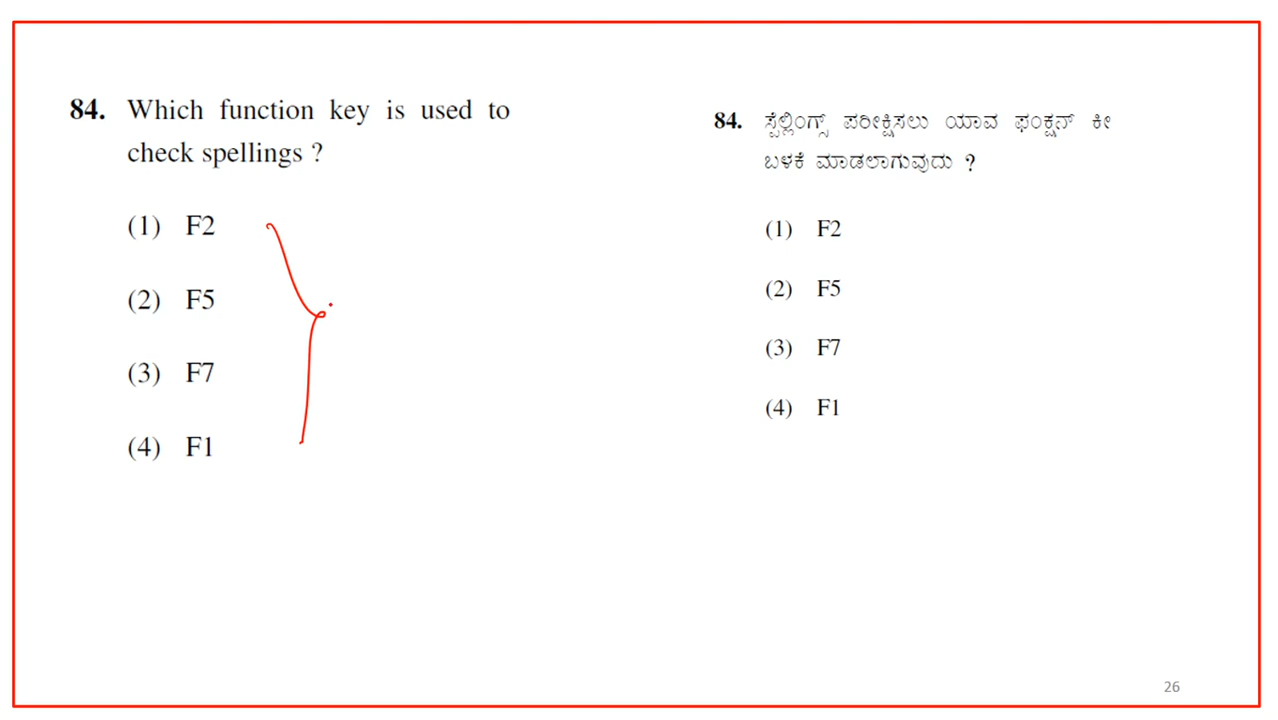 84. Which function key is used to
check spellings ?
(1) F2
(2) F5
(3) F7
(4) F1
84. ಸ್ಪೆಲ್ಲಿಂಗ್ಸ್ ಪರೀಕ್ಷಿಸಲು ಯಾವ ಫಂಕ್ಷನ್ ಕೀ
ಬಳಕೆ ಮಾಡಲಾಗುವುದು ?
(1) F2
(2) F5
(3) F7
(4) F1
26